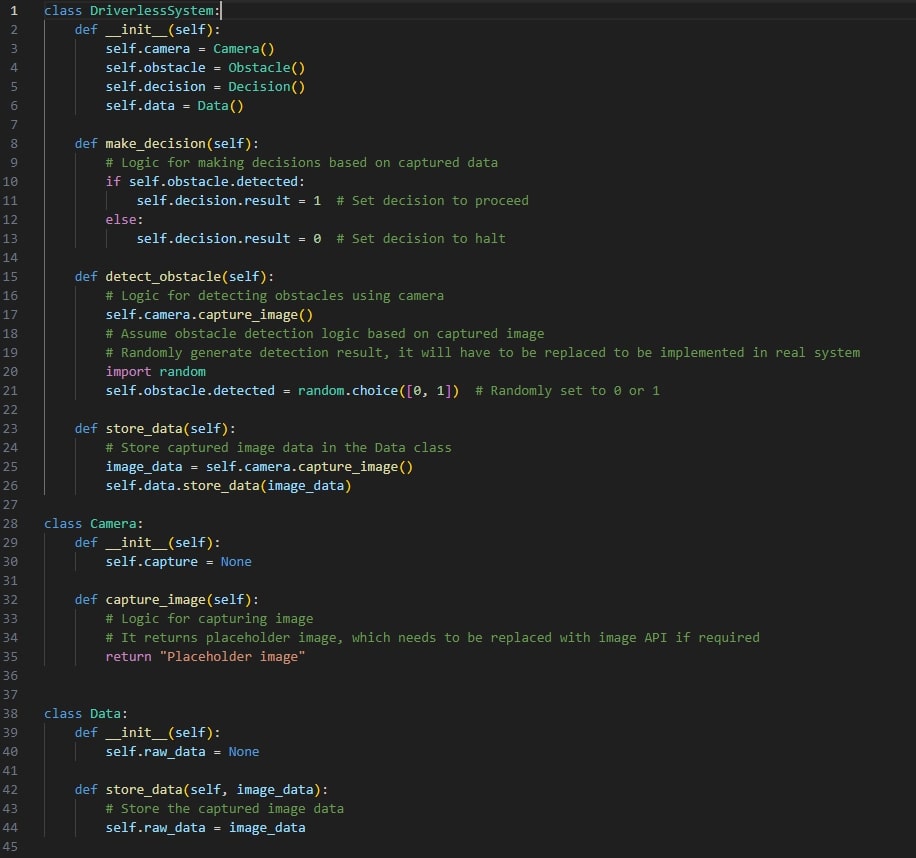 1 class DriverlessSystem:
2     def __init__(self):
3         self.camera = Camera()
4         self.obstacle = Obstacle()
5         self.decision = Decision()
6         self.data = Data()
7
8     def make_decision(self):
9         # Logic for making decisions based on captured data
10         if self.obstacle.detected:
11             self.decision.result = 1  # Set decision to proceed
12         else:
13             self.decision.result = 0  # Set decision to halt
14
15     def detect_obstacle(self):
16         # Logic for detecting obstacles using camera
17         self.camera.capture_image()
18         # Assume obstacle detection logic based on captured image
19         # Randomly generate detection result, it will have to be replaced to be implemented in real system
20         import random
21         self.obstacle.detected = random.choice([0, 1])  # Randomly set to 0 or 1
22
23     def store_data(self):
24         # Store captured image data in the Data class
25         image_data = self.camera.capture_image()
26         self.data.store_data(image_data)
27
28 class Camera:
29     def __init__(self):
30         self.capture = None
31
32     def capture_image(self):
33         # Logic for capturing image
34         # It returns placeholder image, which needs to be replaced with image API if required
35         return "Placeholder image"
36
37
38 class Data:
39     def __init__(self):
40         self.raw_data = None
41
42     def store_data(self, image_data):
43         # Store the captured image data
44         self.raw_data = image_data
45